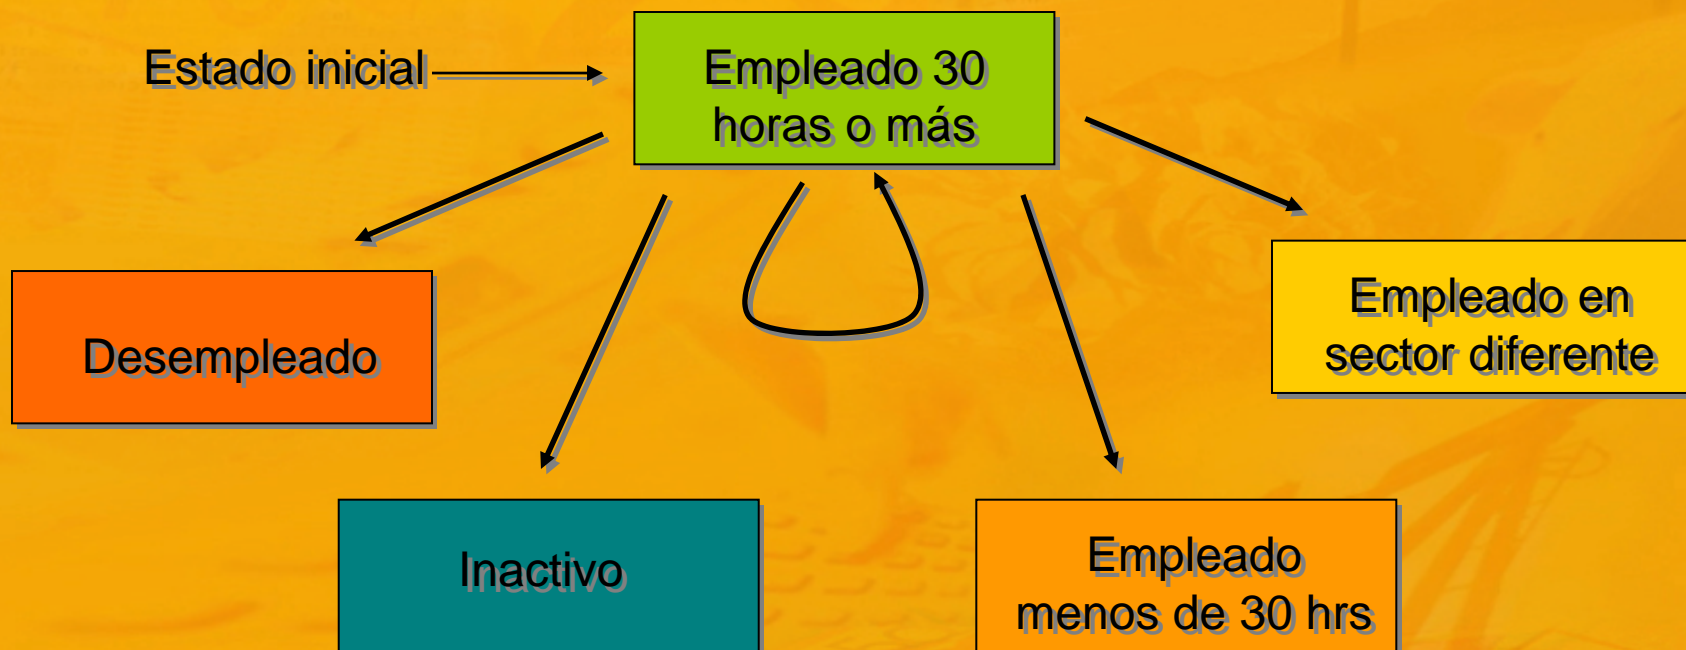 Estado inicial
Empleado 30
horas o más
Desempleado
Empleado en
sector diferente
Inactivo
Empleado
menos de 30 hrs